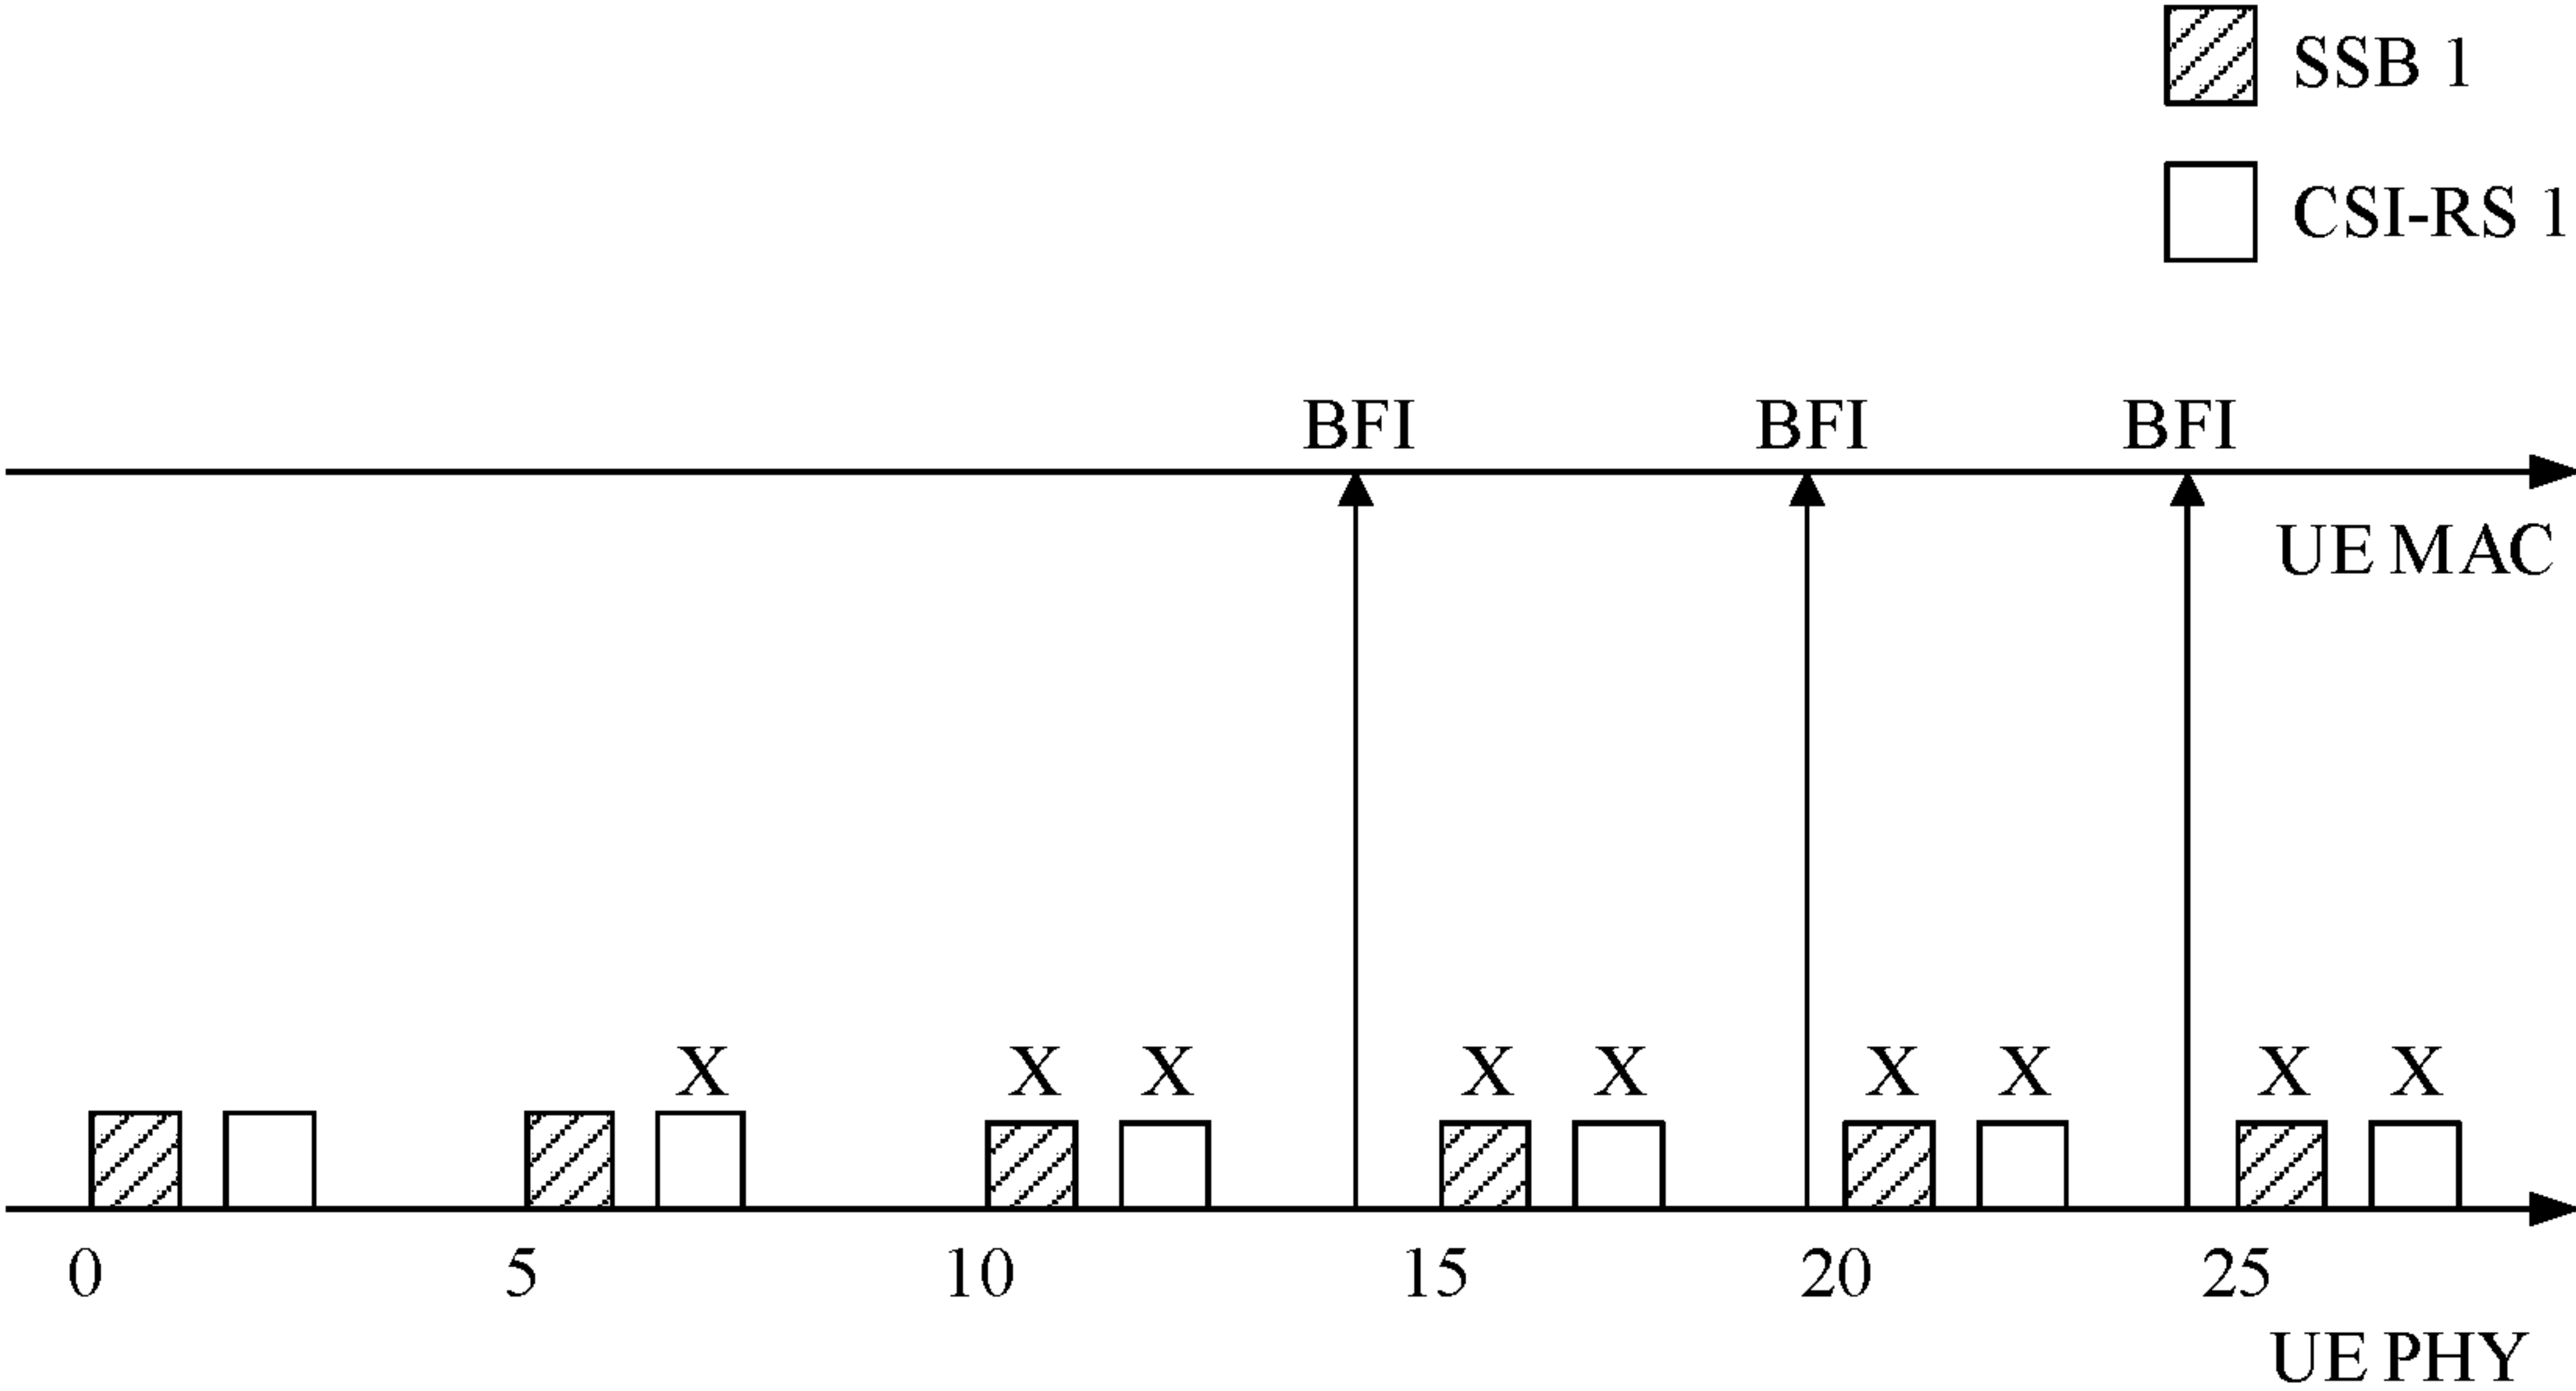 SSB 1
CSI-RS 1
BFI BFI BFI
UE MAC
X X X X X X X X X
0 5 10 15 20 25
UE PHY